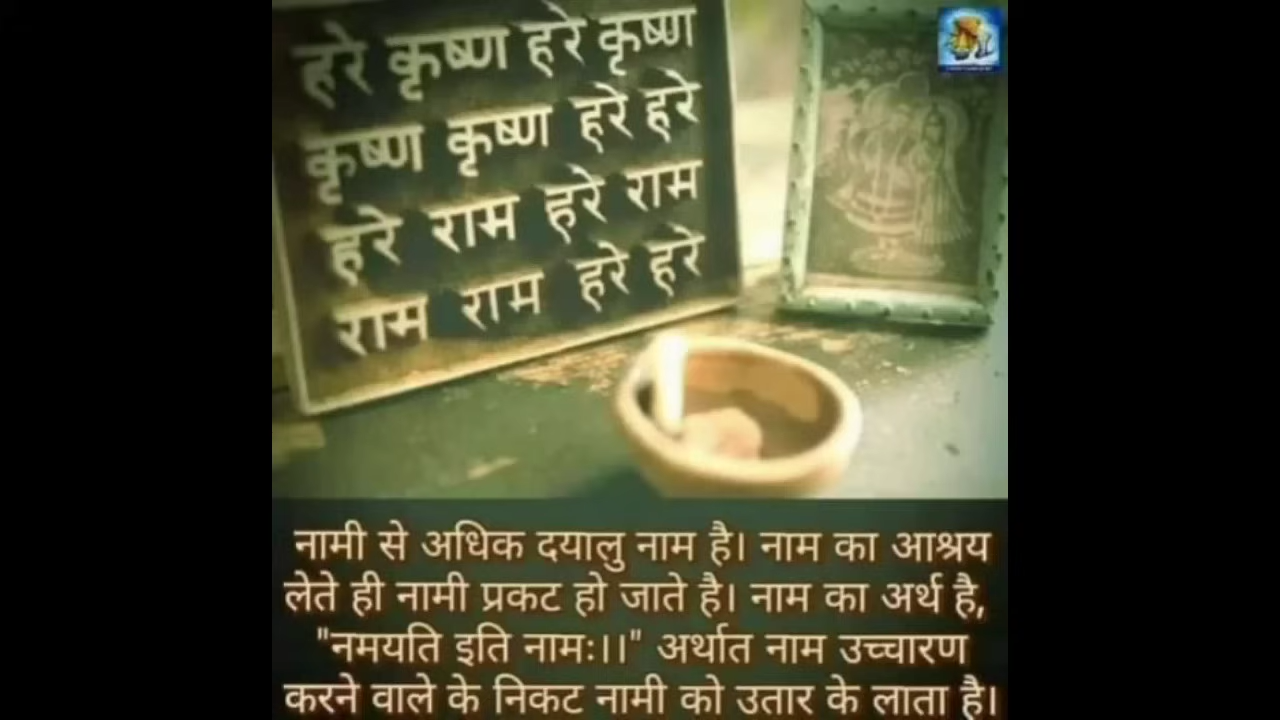 हरे कृष्ण हरे कृष्ण
कृष्ण कृष्ण हरे हरे
हरे राम हरे राम
राम राम हरे हरे
नामी से अधिक दयालु नाम है। नाम का आश्रय
लेते ही नामी प्रकट हो जाते है। नाम का अर्थ है,
"नमयति इति नामः।।" अर्थात नाम उच्चारण
करने वाले के निकट नामी को उतार के लाता है।